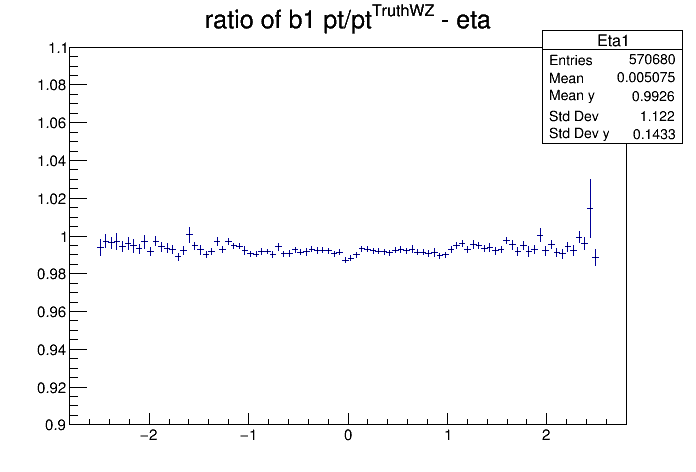 ratio of b1 pt/pt^TruthWZ - eta
Eta1
Entries 570680
Mean 0.005075
Mean y 0.9926
Std Dev 1.122
Std Dev y 0.1433
1.1
1.08
1.06
1.04
1.02
1
0.98
0.96
0.94
0.92
0.9
−2 −1 0 1 2